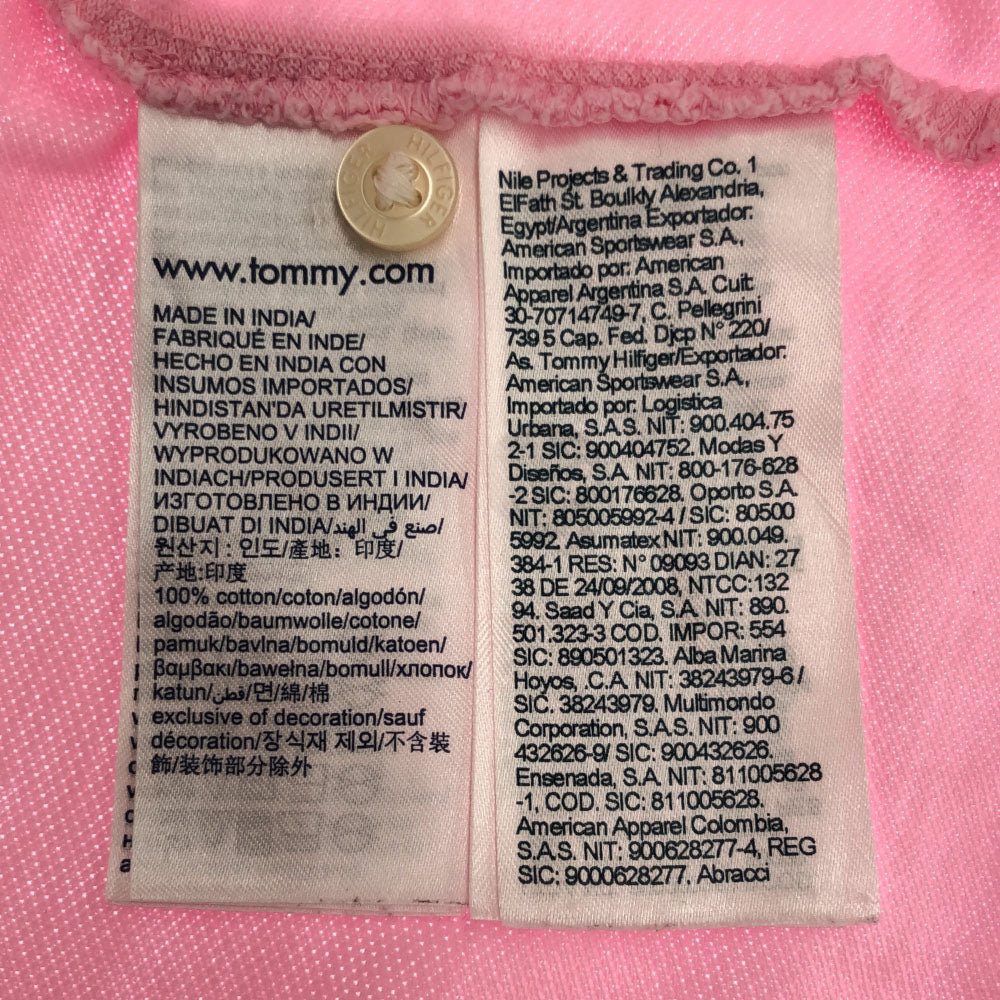 HILFIGER HILFIGER
www.tommy.com
MADE IN INDIA/
FABRIQUÉ EN INDE/
HECHO EN INDIA CON
INSUMOS IMPORTADOS/
HINDISTAN'DA URETILMISTIR/
VYROBENO V INDII/
WYPRODUKOWANO W
INDIACH/PRODUSERT I INDIA/
ИЗГОТОВЛЕНО В ИНДИИ/
DIBUAT DI INDIA/صنع في الهند/
원산지 : 인도/產地：印度/
产地:印度
100% cotton/coton/algodón/
algodão/baumwolle/cotone/
pamuk/bavlna/bomuld/katoen/
βαμβακι/bawełna/bomull/хлопок/
katun/قطن/면/綿/棉
exclusive of decoration/sauf
décoration/장식재 제외/不含裝
飾/装饰部分除外
Nile Projects & Trading Co. 1
ElFath St. Boulkly Alexandria,
Egypt/Argentina Exportador:
American Sportswear S.A.,
Importado por: American
Apparel Argentina S.A. Cuit
30-70714749-7, C. Pellegrini
739 5 Cap. Fed. Djcp N° 220/
As. Tommy Hilfiger/Exportador:
American Sportswear S.A.,
Importado por: Logistica
Urbana, S.A.S. NIT: 900.404.75
2-1 SIC: 900404752. Modas Y
Diseños, S.A. NIT: 800-176-628
-2 SIC: 800176628. Oporto S.A
NIT: 805005992-4 / SIC: 80500
5992. Asumatex NIT: 900.049.
384-1 RES: N° 09093 DIAN: 27
38 DE 24/09/2008, NTCC:132
94. Saad Y Cia, S.A. NIT: 890.
501.323-3 COD. IMPOR: 554
SIC: 890501323. Alba Marina
Hoyos, .C.A. NIT: 38243979-6 /
SIC. 38243979. Multimondo
Corporation, S.A.S. NIT: 900
432626-9/ SIC: 900432626.
Ensenada, S.A. NIT: 811005628
-1, COD. SIC: 811005628.
American Apparel Colombia,
S.A.S. NIT: 900628277-4, REG
SIC: 9000628277, Abracci